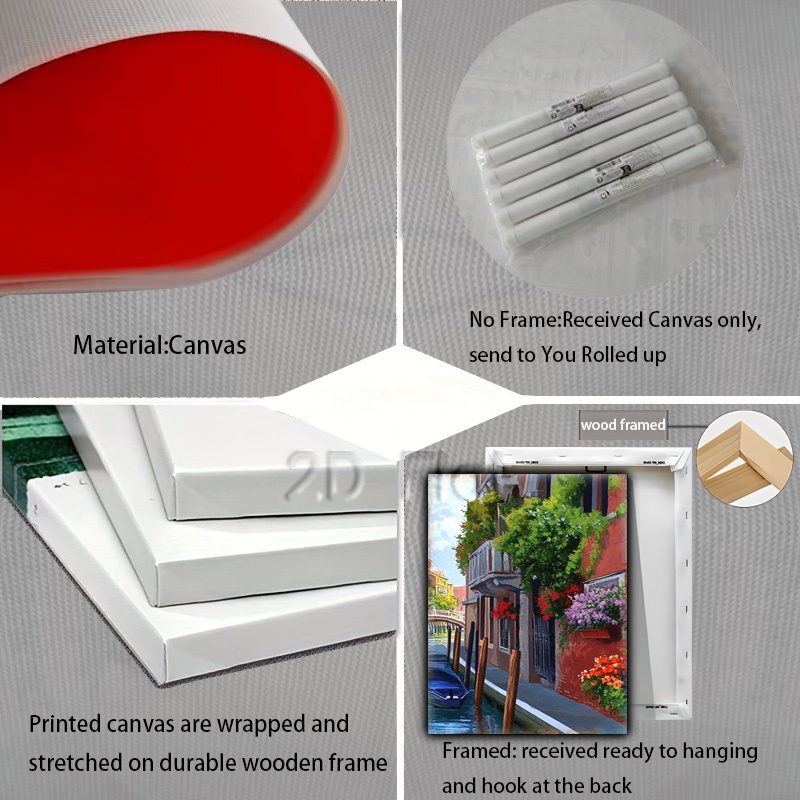 Material:Canvas
No Frame:Received Canvas only,
send to You Rolled up
wood framed
2D
Printed canvas are wrapped and
stretched on durable wooden frame
Framed: received ready to hanging
and hook at the back